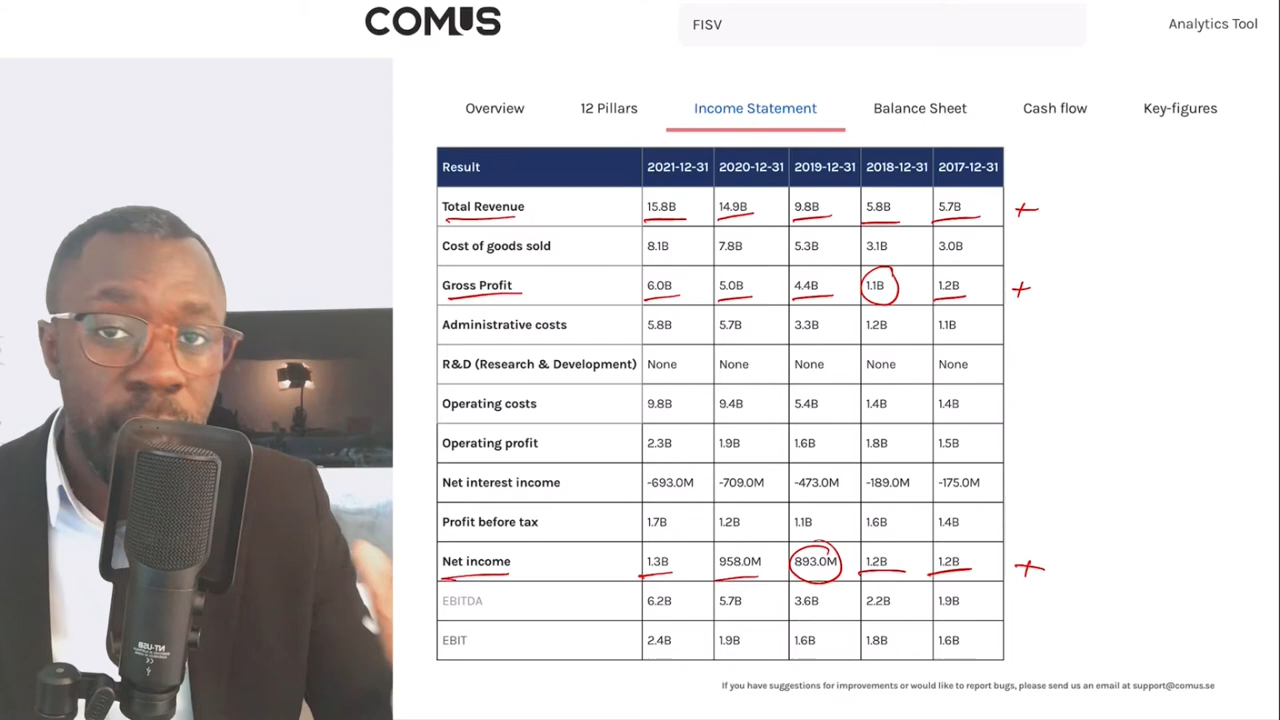 COMUS
FISV
Analytics Tool
Overview 12 Pillars Income Statement Balance Sheet Cash flow Key-figures
Result 2021-12-31 2020-12-31 2019-12-31 2018-12-31 2017-12-31
Total Revenue 15.8B 14.9B 9.8B 5.8B 5.7B +
Cost of goods sold 8.1B 7.8B 5.3B 3.1B 3.0B
Gross Profit 6.0B 5.0B 4.4B 1.1B 1.2B +
Administrative costs 5.8B 5.7B 3.3B 1.2B 1.1B
R&D (Research & Development) None None None None None
Operating costs 9.8B 9.4B 5.4B 1.4B 1.4B
Operating profit 2.3B 1.9B 1.6B 1.8B 1.5B
Net interest income -693.0M -709.0M -473.0M -189.0M -175.0M
Profit before tax 1.7B 1.2B 1.1B 1.6B 1.4B
Net income 1.3B 958.0M 893.0M 1.2B 1.2B +
EBITDA 6.2B 5.7B 3.6B 2.2B 1.9B
EBIT 2.4B 1.9B 1.6B 1.8B 1.6B
NT-USB
If you have suggestions for improvements or would like to report bugs, please send us an email at support@comus.se